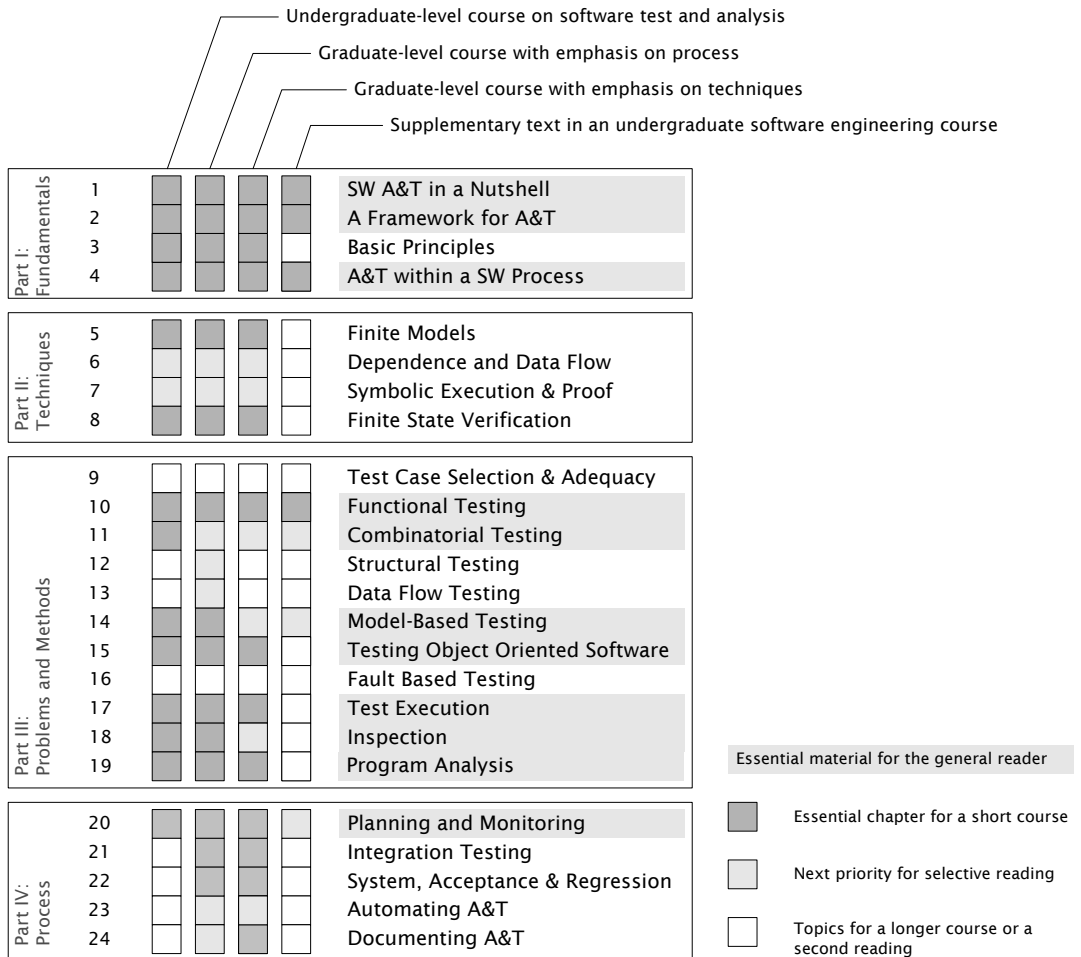 Undergraduate-level course on software test and analysis
Graduate-level course with emphasis on process
Graduate-level course with emphasis on techniques
Supplementary text in an undergraduate software engineering course
Part I:
Fundamentals
1 SW A&T in a Nutshell
2 A Framework for A&T
3 Basic Principles
4 A&T within a SW Process
Part II:
Techniques
5 Finite Models
6 Dependence and Data Flow
7 Symbolic Execution & Proof
8 Finite State Verification
Part III:
Problems and Methods
9 Test Case Selection & Adequacy
10 Functional Testing
11 Combinatorial Testing
12 Structural Testing
13 Data Flow Testing
14 Model-Based Testing
15 Testing Object Oriented Software
16 Fault Based Testing
17 Test Execution
18 Inspection
19 Program Analysis
Part IV:
Process
20 Planning and Monitoring
21 Integration Testing
22 System, Acceptance & Regression
23 Automating A&T
24 Documenting A&T
Essential material for the general reader
Essential chapter for a short course
Next priority for selective reading
Topics for a longer course or a
second reading